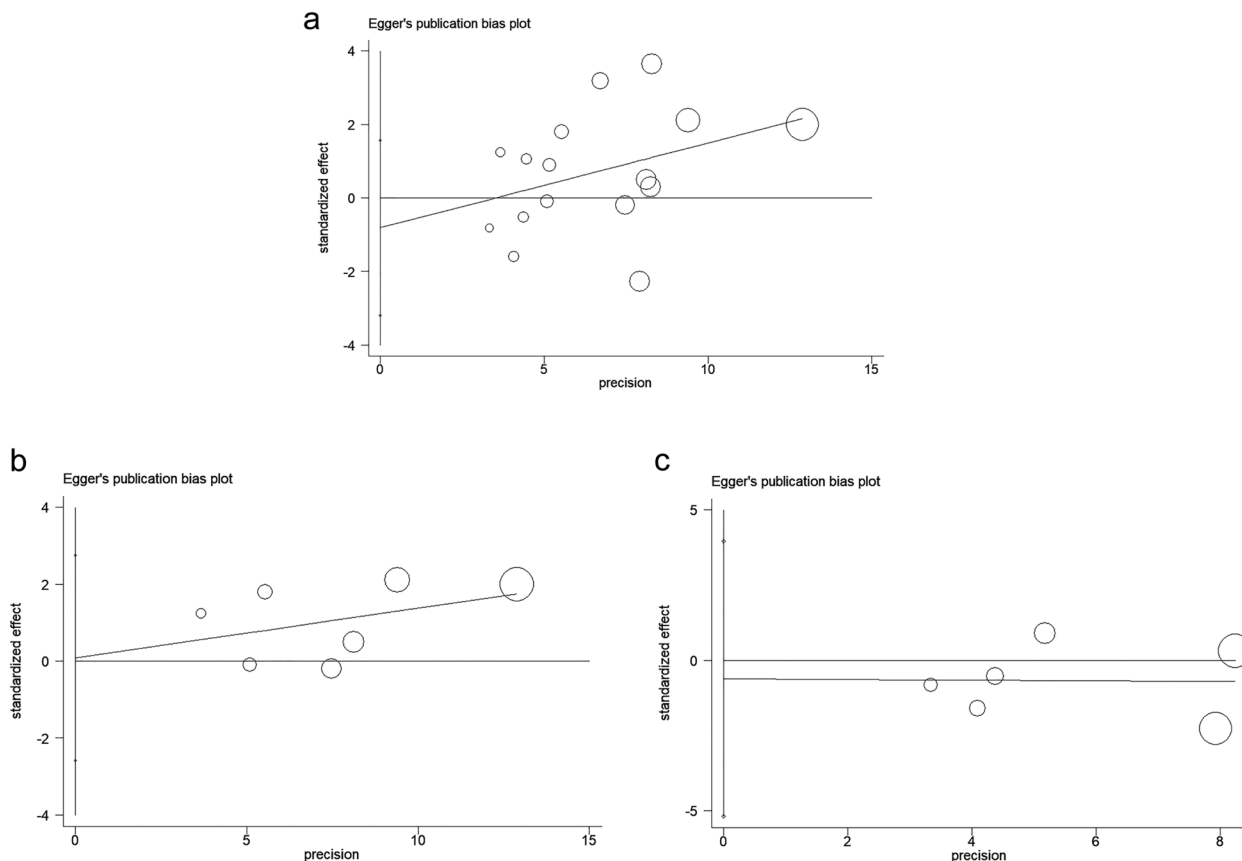 a
Egger's publication bias plot
4
2
0
-2
-4
standardized effect
0 5 10 15
precision
b
Egger's publication bias plot
4
2
0
-2
-4
standardized effect
0 5 10 15
precision
c
Egger's publication bias plot
5
0
-5
standardized effect
0 2 4 6 8
precision